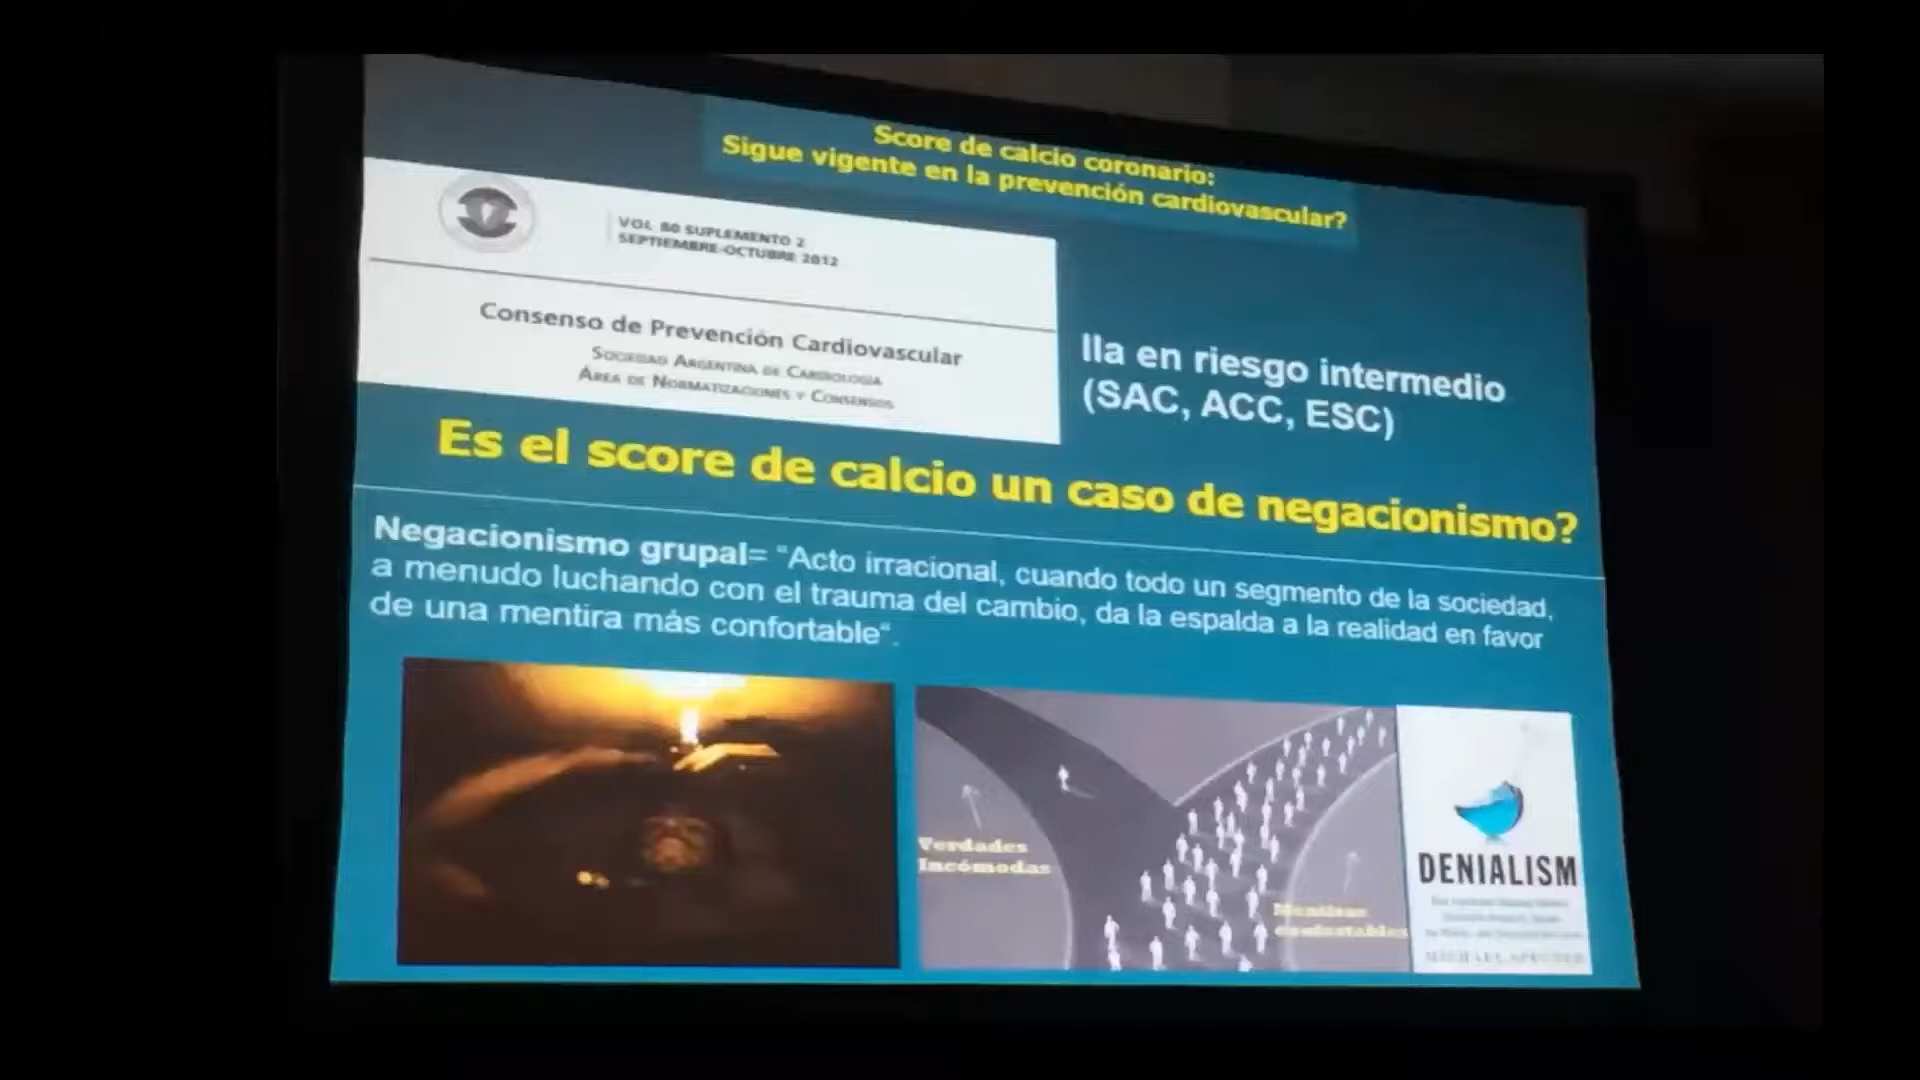 Score de calcio coronario:
Sigue vigente en la prevención cardiovascular?
VOL 80 SUPLEMENTO 2
SEPTIEMBRE-OCTUBRE 2012
Consenso de Prevención Cardiovascular
SOCIEDAD ARGENTINA DE CARDIOLOGÍA
ÁREA DE NORMATIZACIONES Y CONSENSOS
IIa en riesgo intermedio
(SAC, ACC, ESC)
Es el score de calcio un caso de negacionismo?
Negacionismo grupal= “Acto irracional, cuando todo un segmento de la sociedad,
a menudo luchando con el trauma del cambio, da la espalda a la realidad en favor
de una mentira más confortable“.
Verdades
Incómodas
Mentiras
confortables
DENIALISM
MICHAEL SPECTER